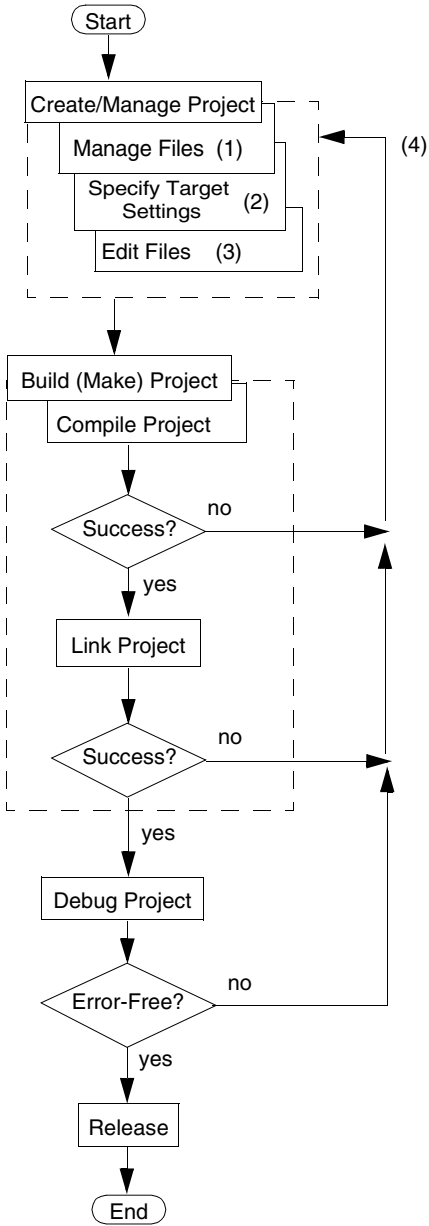 Start
Create/Manage Project
Manage Files (1)
(4)
Specify Target
Settings
(2)
Edit Files (3)
Build (Make) Project
Compile Project
Success?
no
yes
Link Project
Success?
no
yes
Debug Project
Error-Free?
no
yes
Release
End